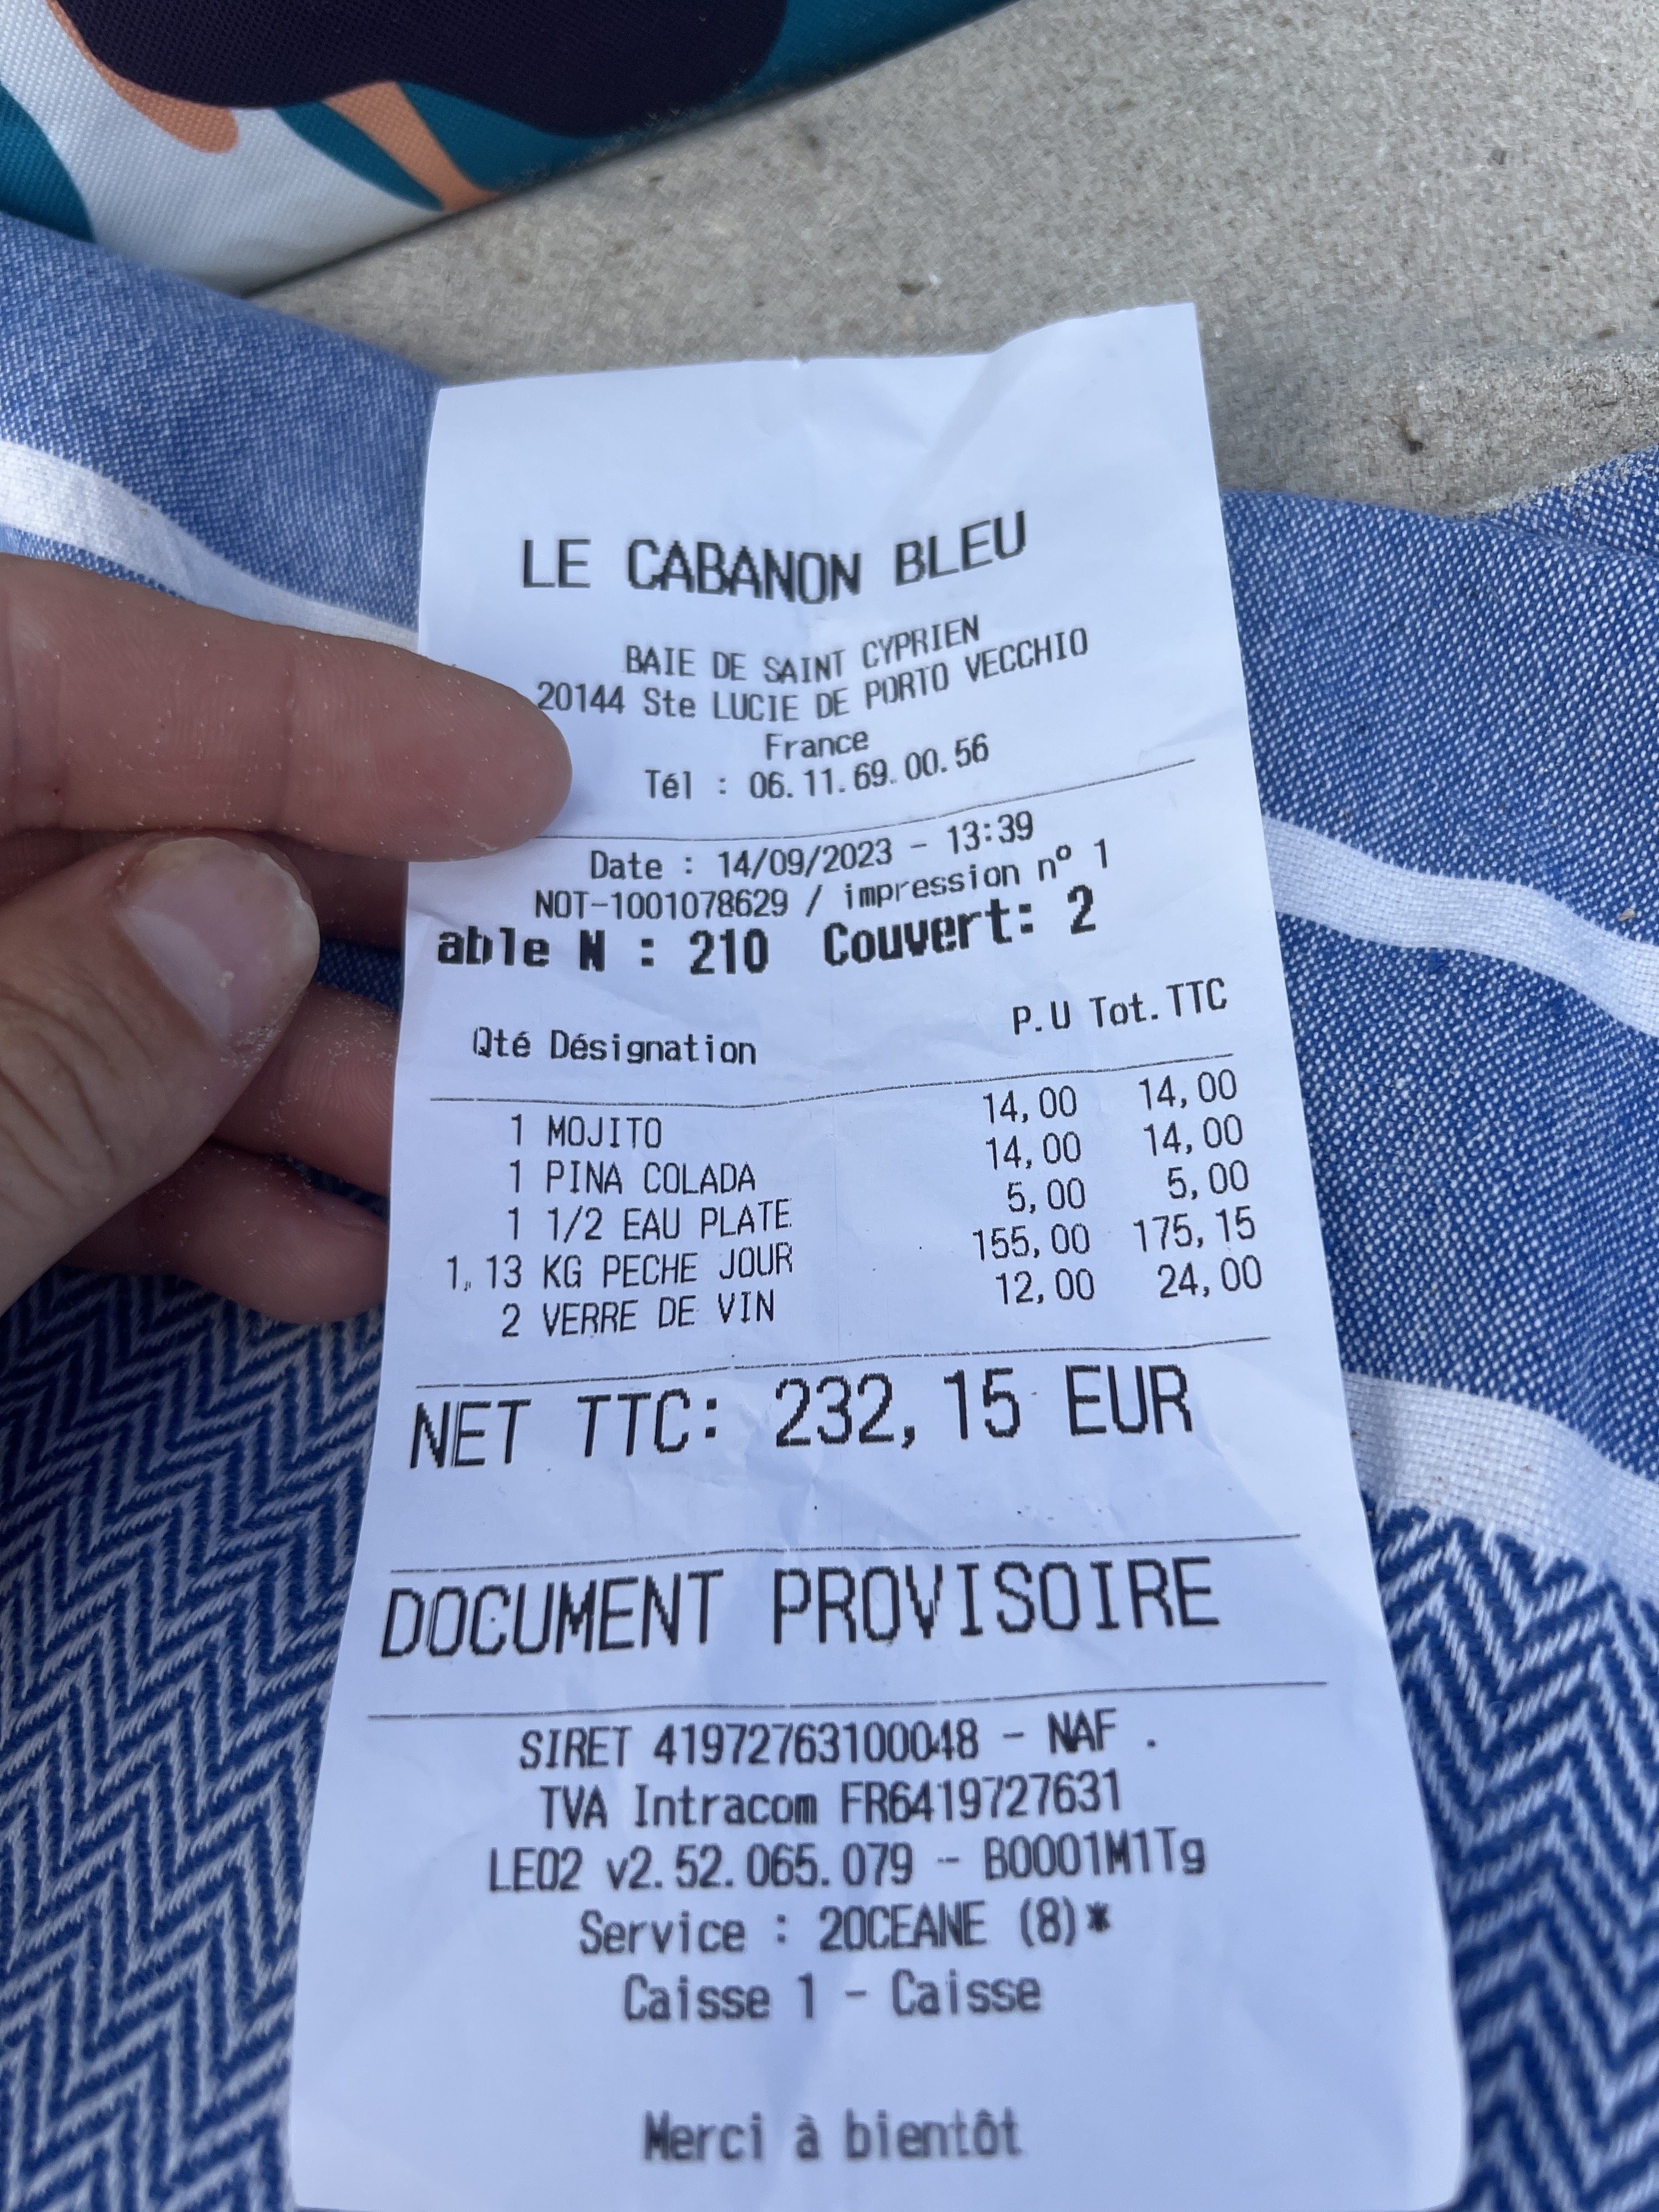 LE CABANON BLEU
BAIE DE SAINT CYPRIEN
20144 Ste LUCIE DE PORTO VECCHIO
France
Tél : 06.11.69.00.56
Date : 14/09/2023 - 13:39
NOT-1001078629 / impression n° 1
able N : 210 Couvert: 2
Qté Désignation P.U Tot.TTC
1 MOJITO 14,00 14,00
1 PINA COLADA 14,00 14,00
1 1/2 EAU PLATE 5,00 5,00
1,13 KG PECHE JOUR 155,00 175,15
2 VERRE DE VIN 12,00 24,00
NET TTC: 232,15 EUR
DOCUMENT PROVISOIRE
SIRET 41972763100048 - NAF .
TVA Intracom FR6419727631
LEO2 v2.52.065.079 - B0001M1Tg
Service : 2OCEANE (8)*
Caisse 1 - Caisse
Merci à bientôt